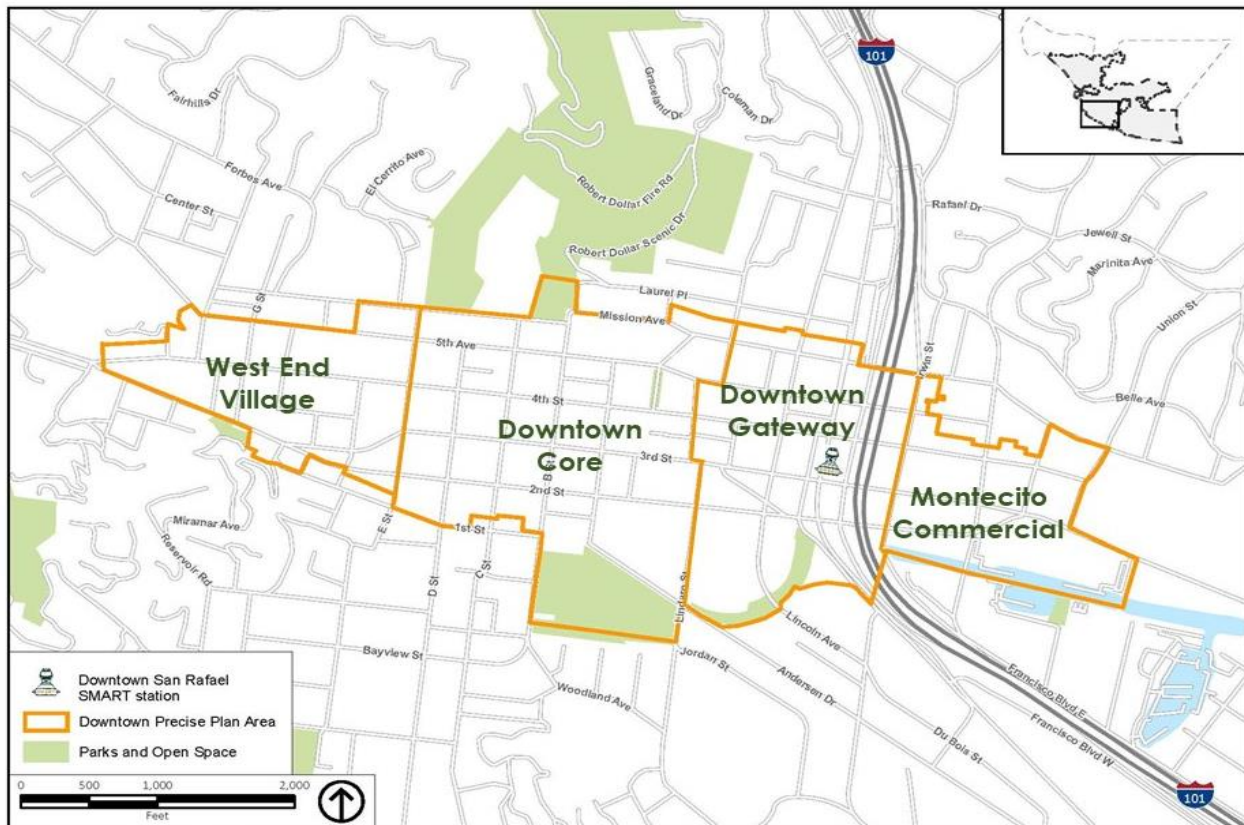 101
Fairhills Dr
Graceland Dr
Coleman Dr
El Cerrito Ave
Forbes Ave
Center St
Robert Dollar Fire Rd
Rafael Dr
Jewell St
Marinita Ave
Robert Dollar Scenic Dr
Laurel Pl
Union St
G St
Mission Ave
5th Ave
Irwin St
West End
Village
Downtown
Gateway
4th St
Belle Ave
Downtown
Core
3rd St
B St
2nd St
Montecito
Commercial
Miramar Ave
Reservoir Rd
E St
1st St
C St
D St
Lindaro St
Lincoln Ave
Bayview St
Jordan St
Andersen Dr
Woodland Ave
Francisco Blvd E
Francisco Blvd W
Du Bois St
101
Downtown San Rafael
SMART station
Downtown Precise Plan Area
Parks and Open Space
0 500 1,000 2,000
Feet